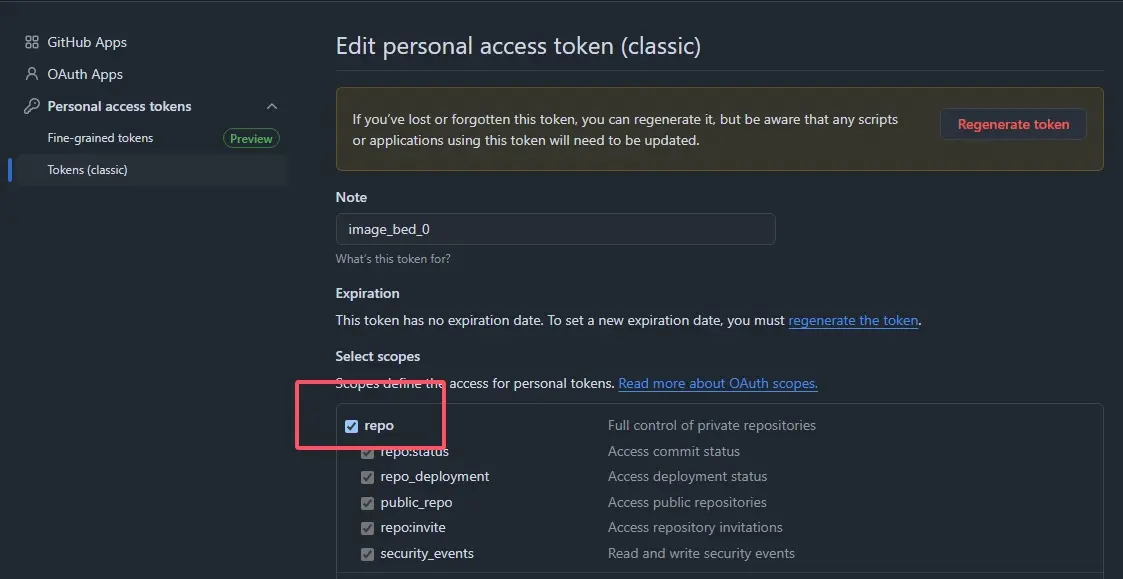 GitHub Apps
OAuth Apps
Personal access tokens
Fine-grained tokens
Preview
Tokens (classic)
Edit personal access token (classic)
If you've lost or forgotten this token, you can regenerate it, but be aware that any scripts
or applications using this token will need to be updated.
Regenerate token
Note
image_bed_0
What's this token for?
Expiration
This token has no expiration date. To set a new expiration date, you must regenerate the token.
Select scopes
Scopes define the access for personal tokens. Read more about OAuth scopes.
repo Full control of private repositories
repo:status Access commit status
repo_deployment Access deployment status
public_repo Access public repositories
repo:invite Access repository invitations
security_events Read and write security events